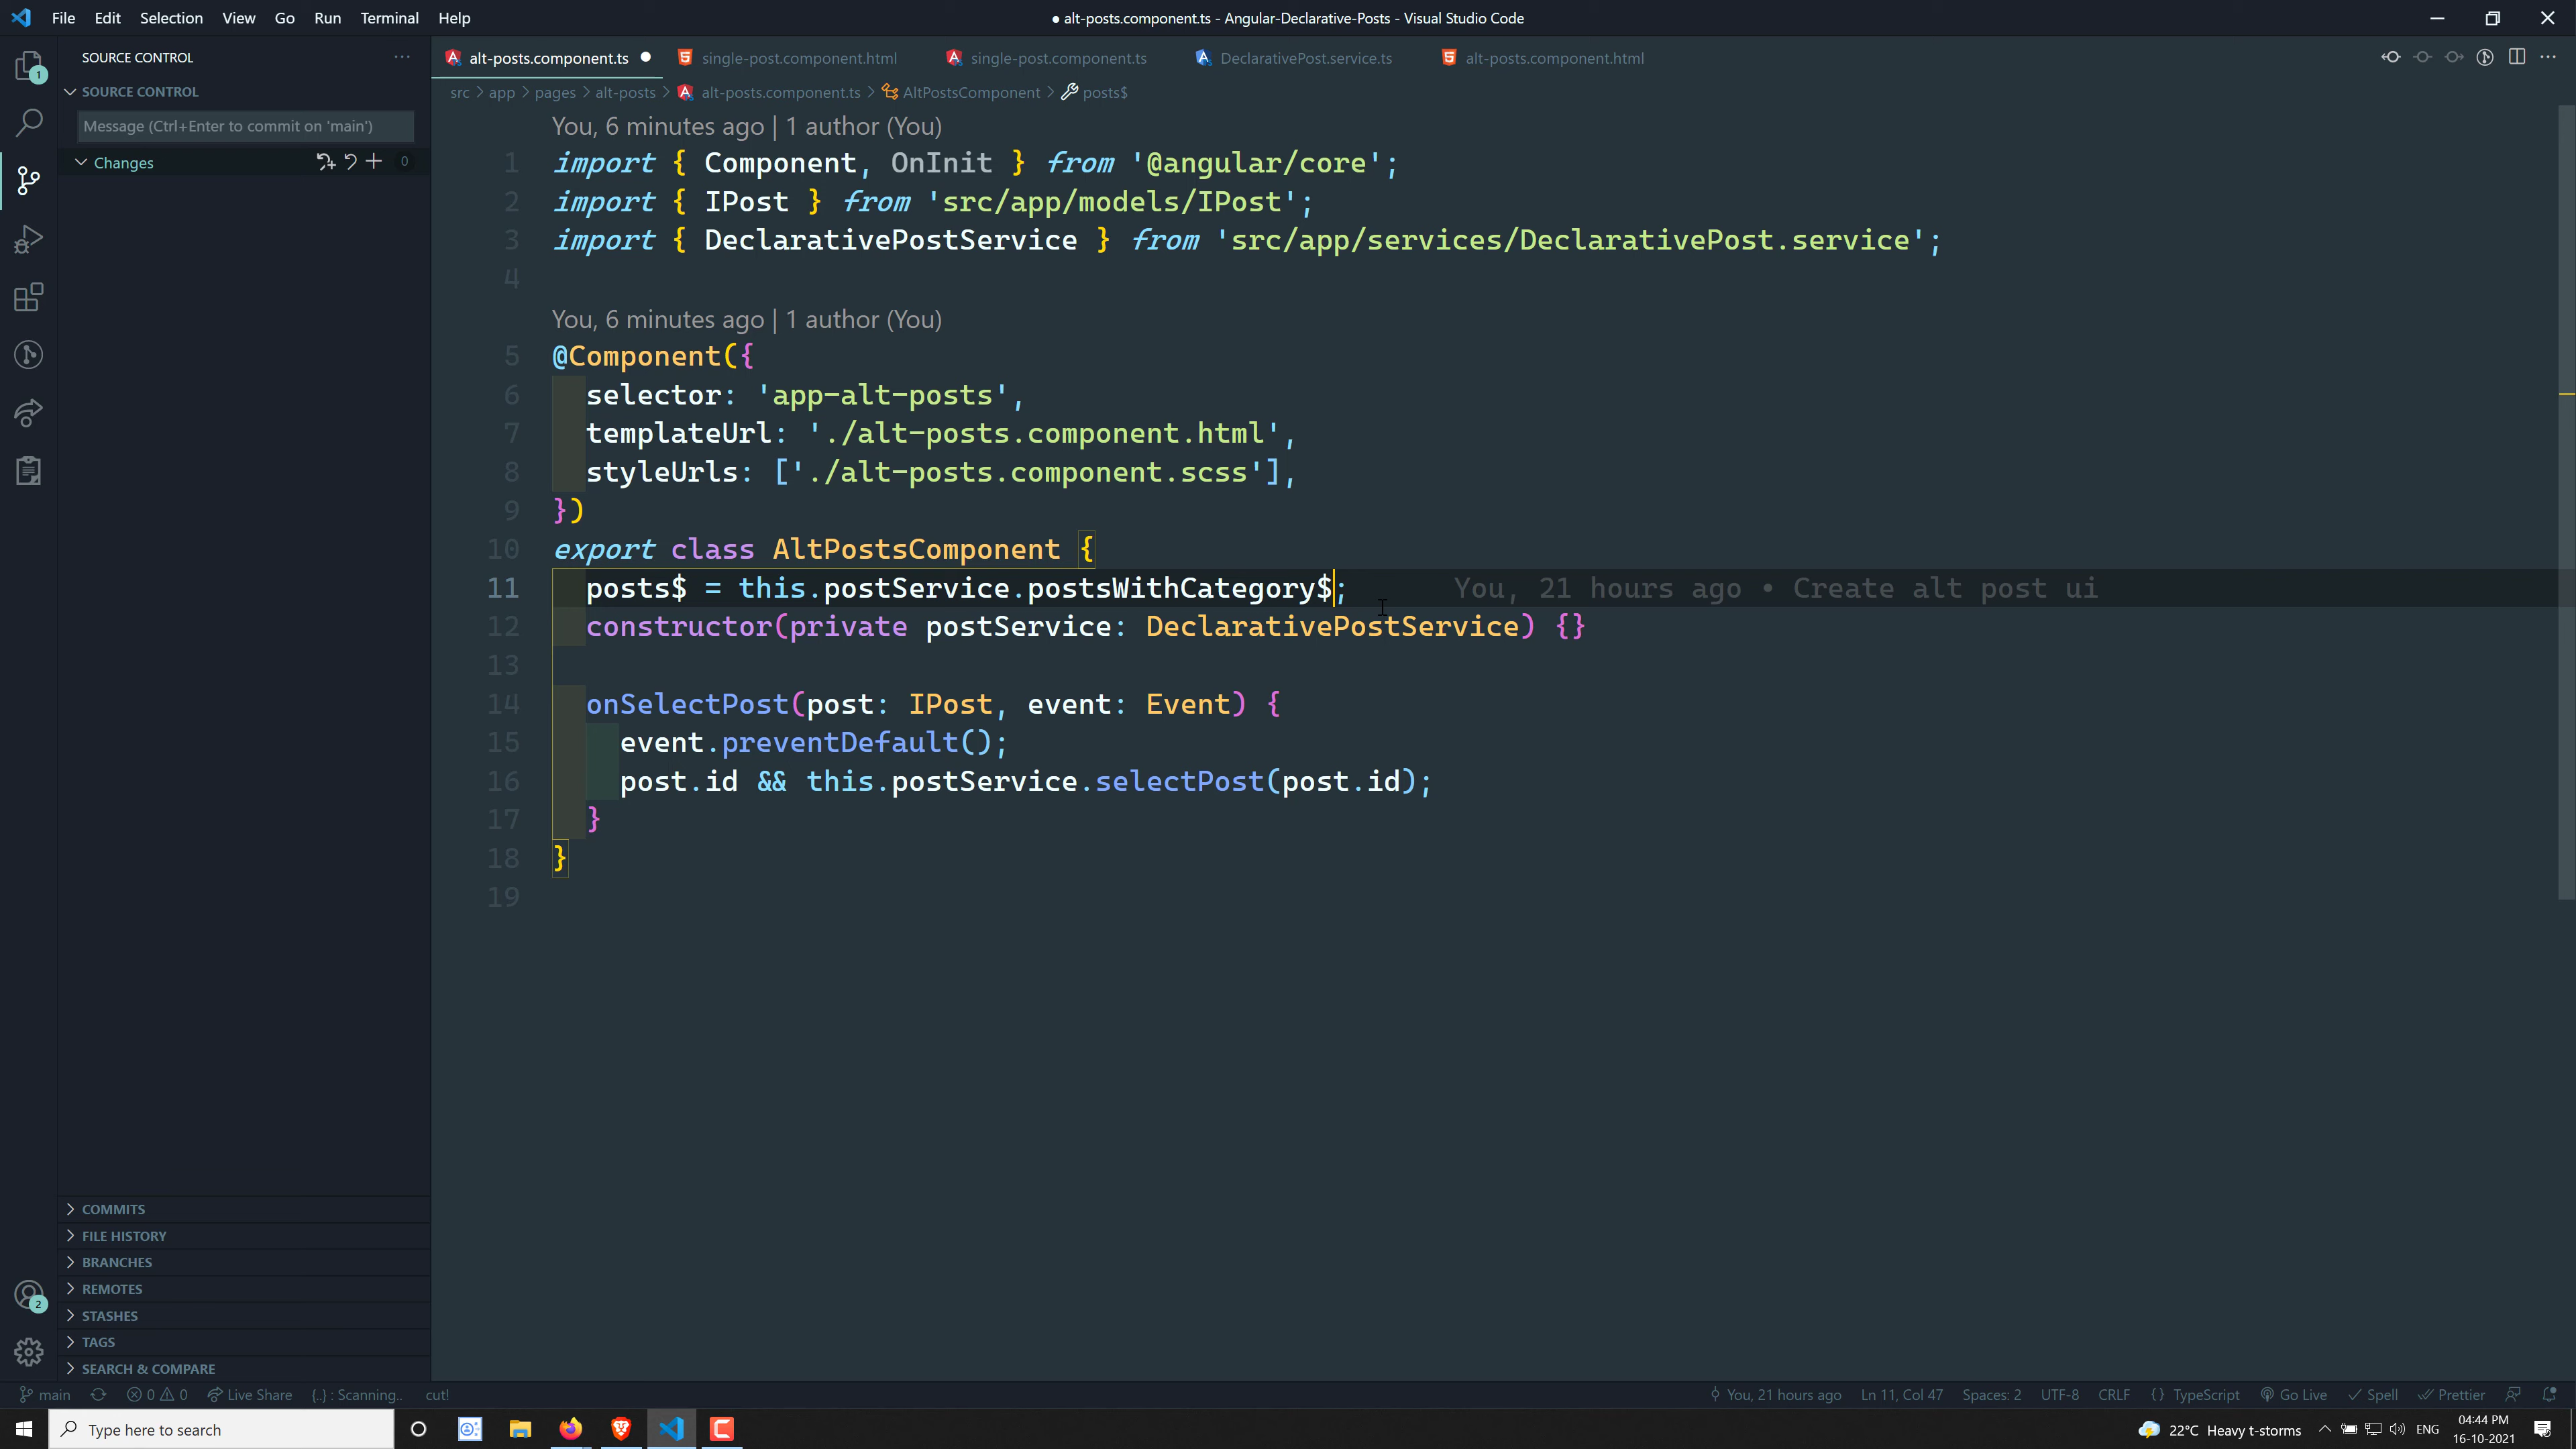 File Edit Selection View Go Run Terminal Help
● alt-posts.component.ts - Angular-Declarative-Posts - Visual Studio Code
SOURCE CONTROL
alt-posts.component.ts
single-post.component.html
single-post.component.ts
DeclarativePost.service.ts
alt-posts.component.html
1
SOURCE CONTROL
src > app > pages > alt-posts > alt-posts.component.ts > AltPostsComponent > posts$
Message (Ctrl+Enter to commit on 'main')
Changes 0
You, 6 minutes ago | 1 author (You)
1 import { Component, OnInit } from '@angular/core';
2 import { IPost } from 'src/app/models/IPost';
3 import { DeclarativePostService } from 'src/app/services/DeclarativePost.service';
4
You, 6 minutes ago | 1 author (You)
5 @Component({
6 selector: 'app-alt-posts',
7 templateUrl: './alt-posts.component.html',
8 styleUrls: ['./alt-posts.component.scss'],
9 })
10 export class AltPostsComponent {
11 posts$ = this.postService.postsWithCategory$; You, 21 hours ago • Create alt post ui
12 constructor(private postService: DeclarativePostService) {}
13
14 onSelectPost(post: IPost, event: Event) {
15 event.preventDefault();
16 post.id && this.postService.selectPost(post.id);
17 }
18 }
19
COMMITS
FILE HISTORY
BRANCHES
REMOTES
STASHES
TAGS
SEARCH & COMPARE
2
main 0 0 Live Share {..} : Scanning.. cut!
You, 21 hours ago Ln 11, Col 47 Spaces: 2 UTF-8 CRLF {} TypeScript Go Live Spell Prettier
Type here to search
22°C Heavy t-storms ENG
04:44 PM
16-10-2021